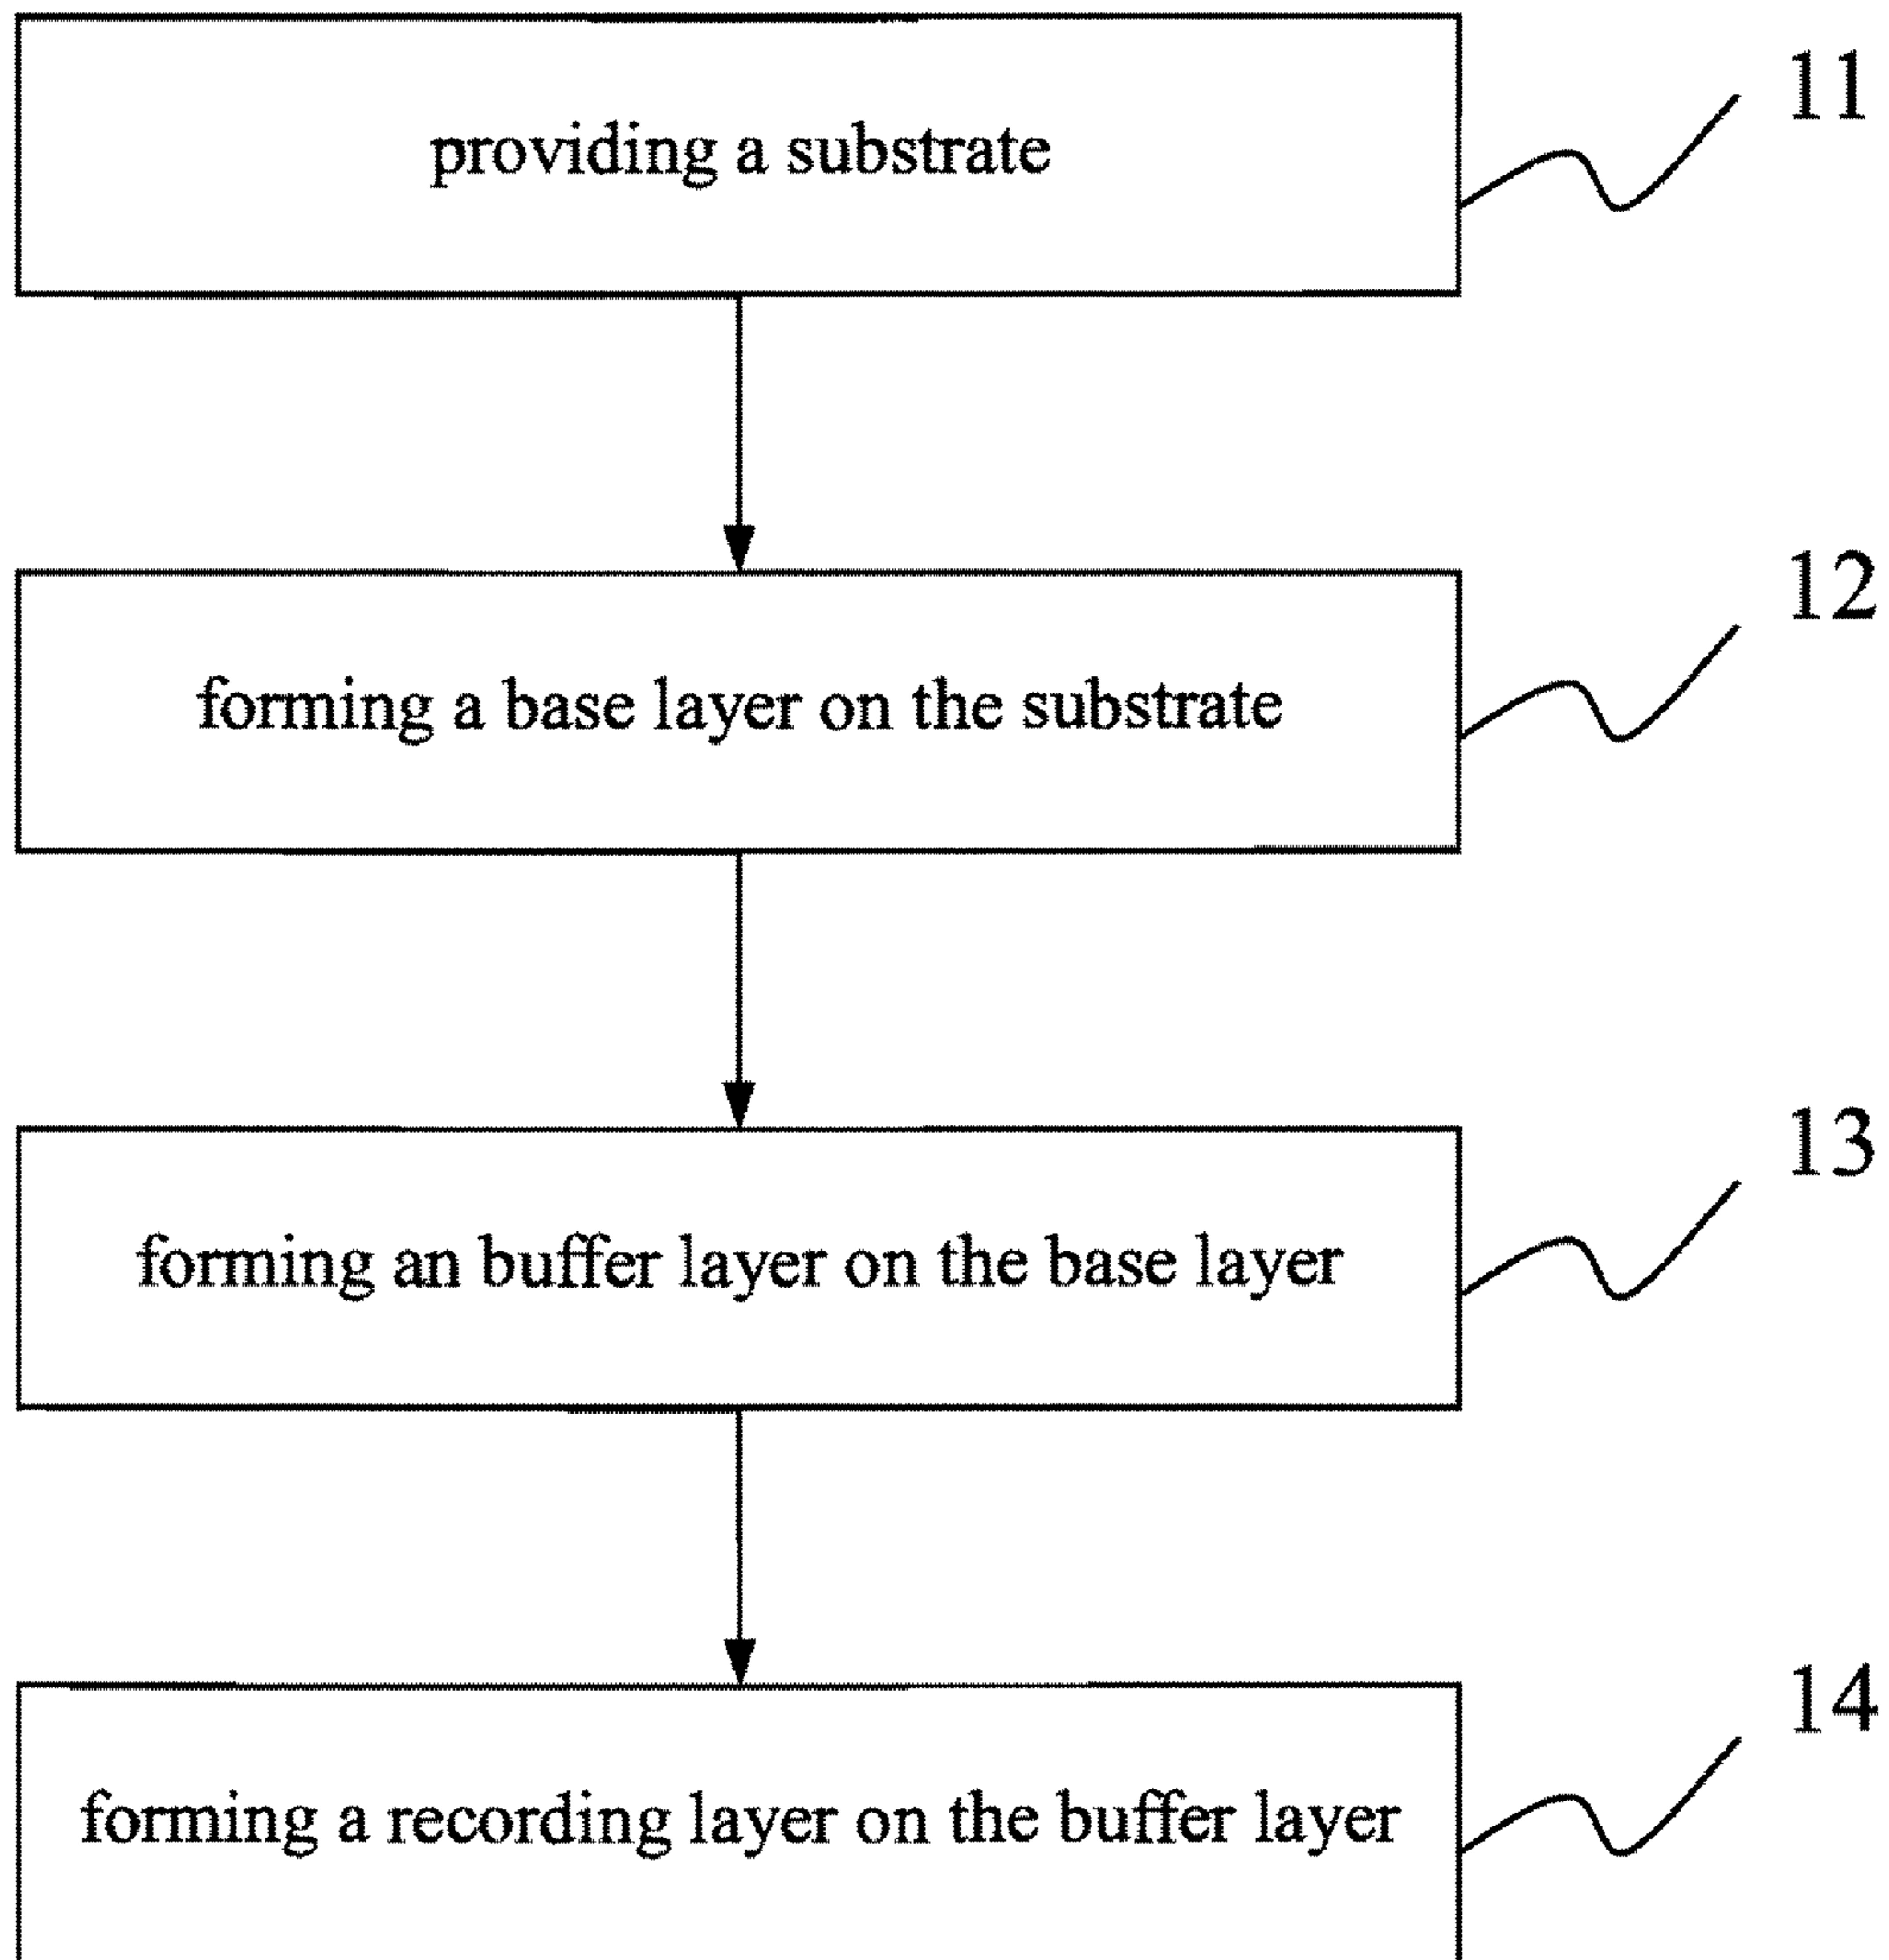 providing a substrate
11
forming a base layer on the substrate
12
forming an buffer layer on the base layer
13
forming a recording layer on the buffer layer
14